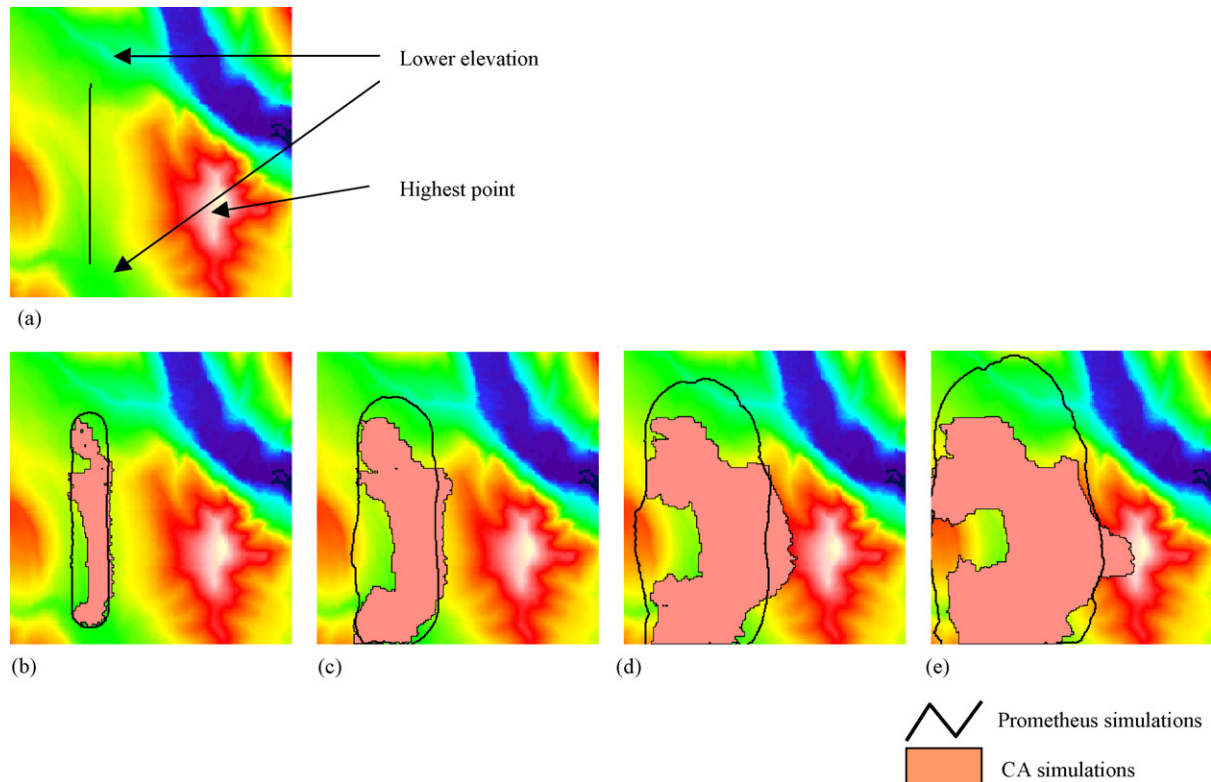 Lower elevation
Highest point
(a)
(b)
(c)
(d)
(e)
Prometheus simulations
CA simulations